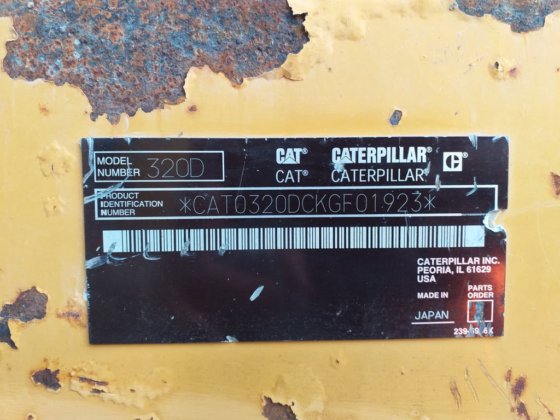 MODEL NUMBER 320D
CAT® CATERPILLAR®
CAT® CATERPILLAR®
PRODUCT IDENTIFICATION NUMBER *CAT0320DCKGF01923*
CATERPILLAR INC.
PEORIA, IL 61629
USA
MADE IN
JAPAN
PARTS ORDER